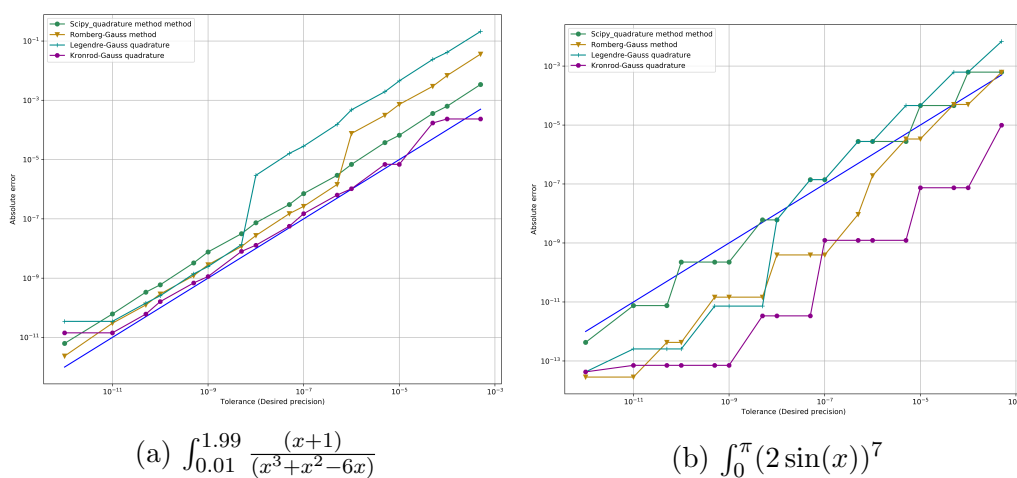 Scipy_quadrature method method
Romberg-Gauss method
Legendre-Gauss quadrature
Kronrod-Gauss quadrature
10⁻¹
10⁻³
10⁻⁵
10⁻⁷
10⁻⁹
10⁻¹¹
Absolute error
10⁻¹¹ 10⁻⁹ 10⁻⁷ 10⁻⁵ 10⁻³
Tolerance (Desired precision)
(a) ∫_{0.01}^{1.99} (x+1)/(x³+x²−6x)
Scipy_quadrature method method
Romberg-Gauss method
Legendre-Gauss quadrature
Kronrod-Gauss quadrature
10⁻³
10⁻⁵
10⁻⁷
10⁻⁹
10⁻¹¹
10⁻¹³
Absolute error
10⁻¹¹ 10⁻⁹ 10⁻⁷ 10⁻⁵
Tolerance (Desired precision)
(b) ∫_0^π (2 sin(x))⁷